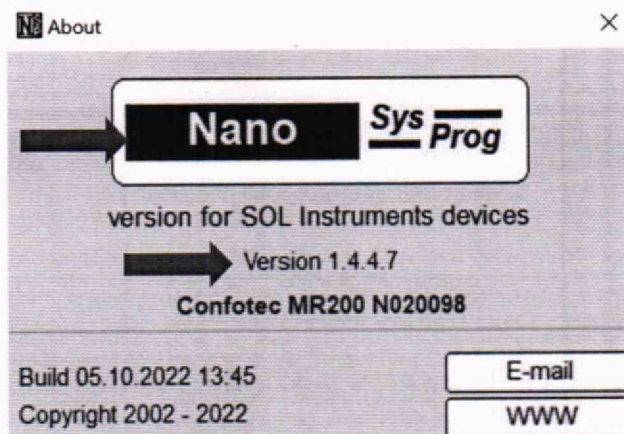 About
Nano Sys Prog
version for SOL Instruments devices
Version 1.4.4.7
Confotec MR200 N020098
Build 05.10.2022 13:45
E-mail
Copyright 2002 - 2022
WWW